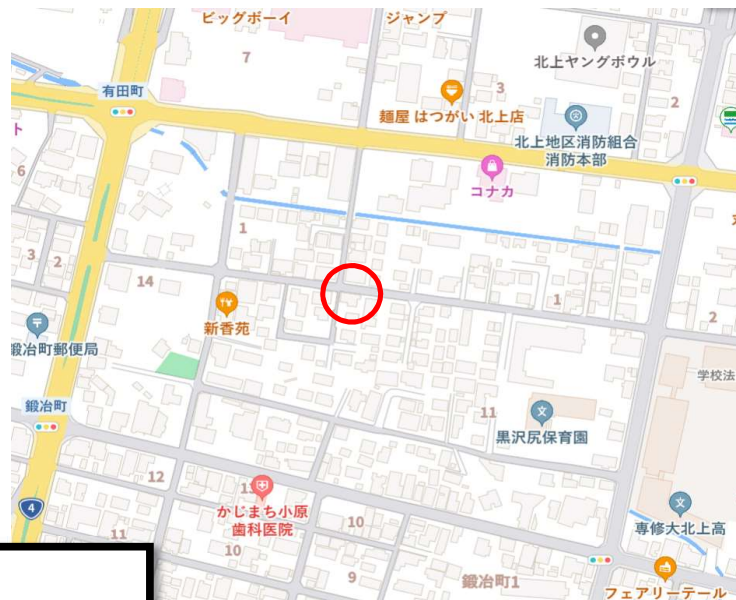 ビッグボーイ
ジャンプ
7
北上ヤングボウル
有田町
3
2
麺屋 はつがい 北上店
北上地区消防組合
消防本部
ト
コナカ
6
1
3
2
14
1
新香苑
2
鍛冶町郵便局
学校法
鍛冶町
11
黒沢尻保育園
12
13
かじまち小原
歯科医院
4
10
専修大北上高
11
10
9
鍛冶町1
フェアリーテール